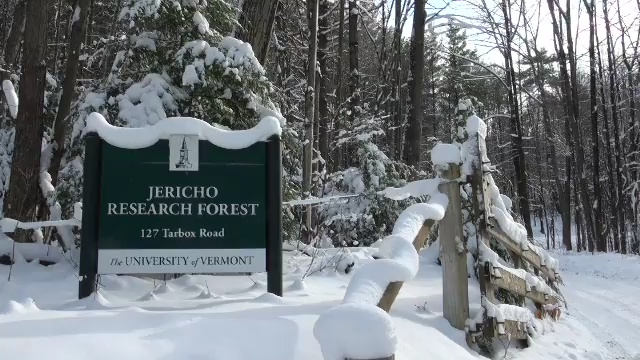 JERICHO
RESEARCH FOREST
127 Tarbox Road
The UNIVERSITY of VERMONT